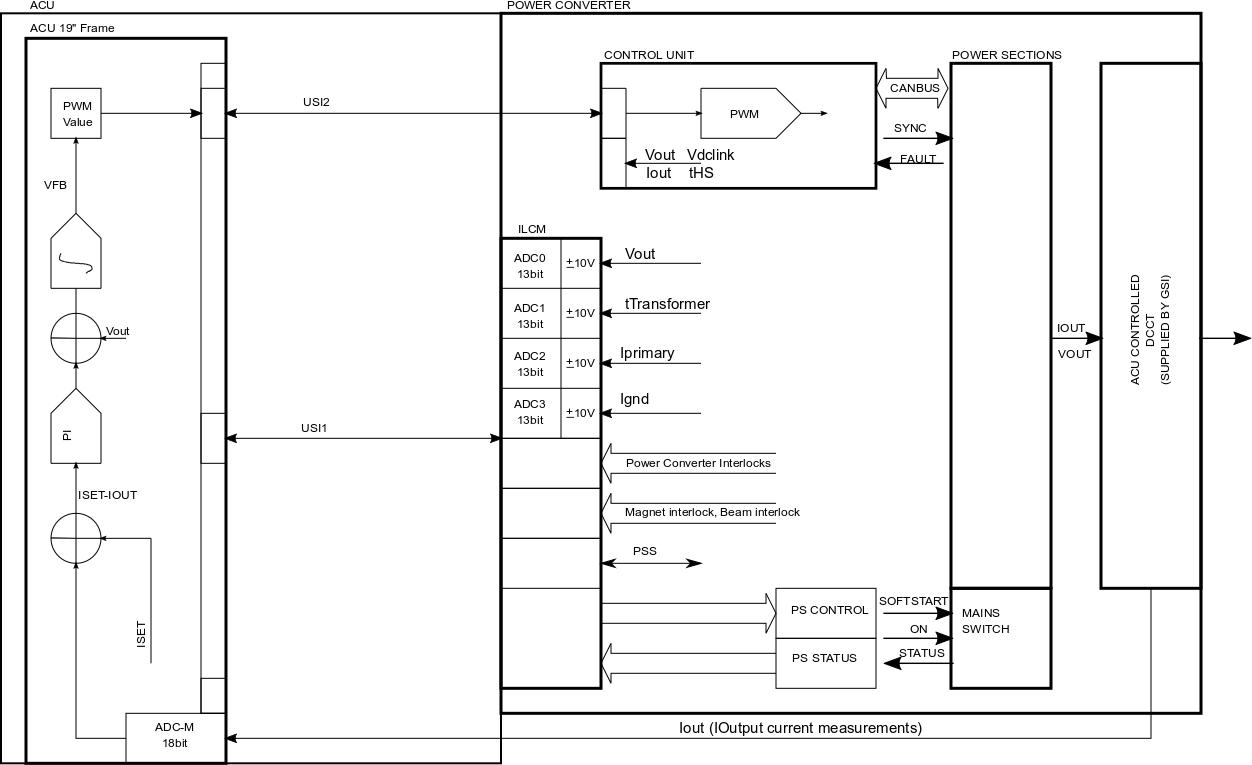 ACU
POWER CONVERTER
ACU 19" Frame
CONTROL UNIT
POWER SECTIONS
PWM
Value
USI2
PWM
CANBUS
SYNC
FAULT
Vout Vdclink
Iout tHS
VFB
ILCM
ADC0
13bit
±10V
Vout
ADC1
13bit
±10V
tTransformer
Vout
ADC2
13bit
±10V
Iprimary
ADC3
13bit
±10V
Ignd
IOUT
VOUT
ACU CONTROLLED
DCCT
(SUPPLIED BY GSI)
PI
USI1
Power Converter Interlocks
ISET-IOUT
Magnet interlock, Beam interlock
PSS
ISET
PS CONTROL
SOFTSTART
ON
MAINS
SWITCH
PS STATUS
STATUS
ADC-M
18bit
Iout (IOutput current measurements)